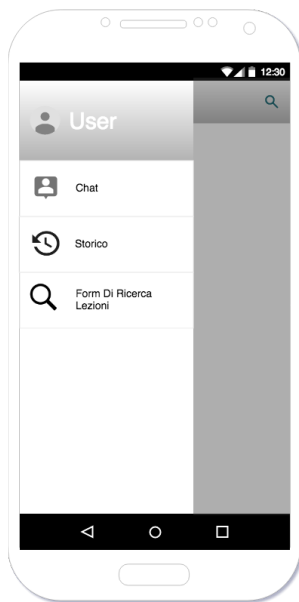 12:30
User
Chat
Storico
Form Di Ricerca
Lezioni